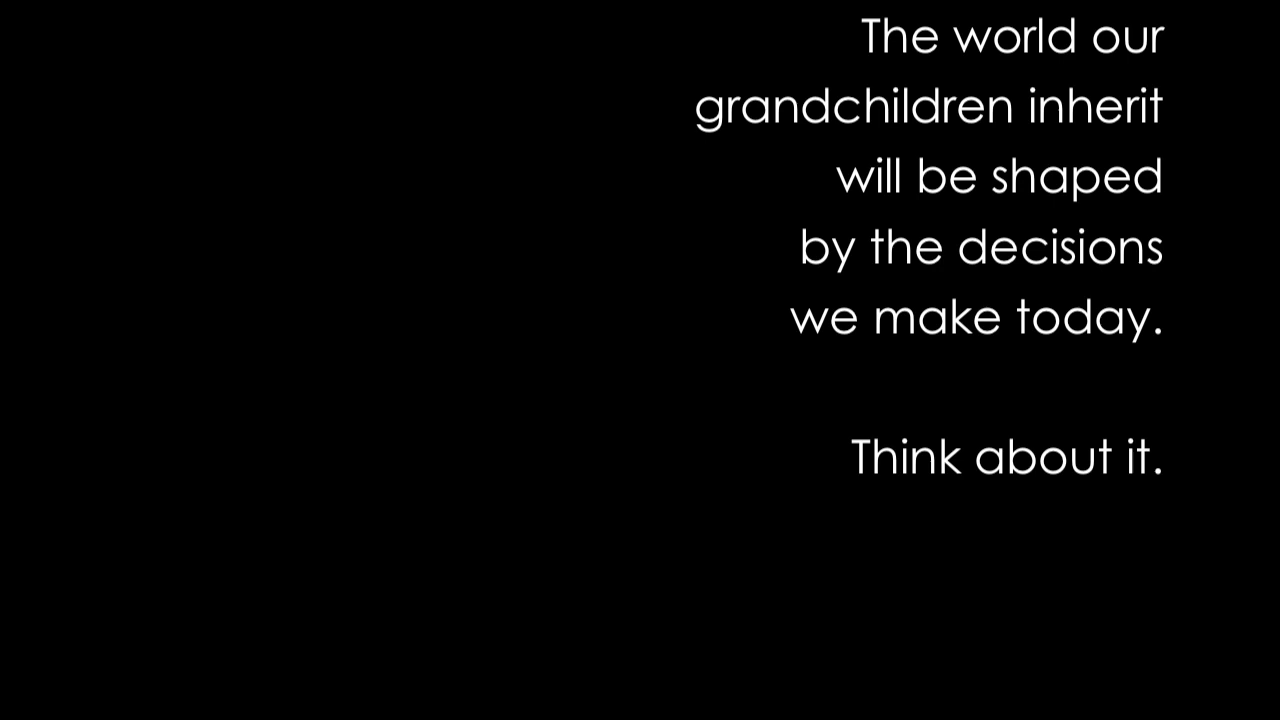 The world our
grandchildren inherit
will be shaped
by the decisions
we make today.
Think about it.